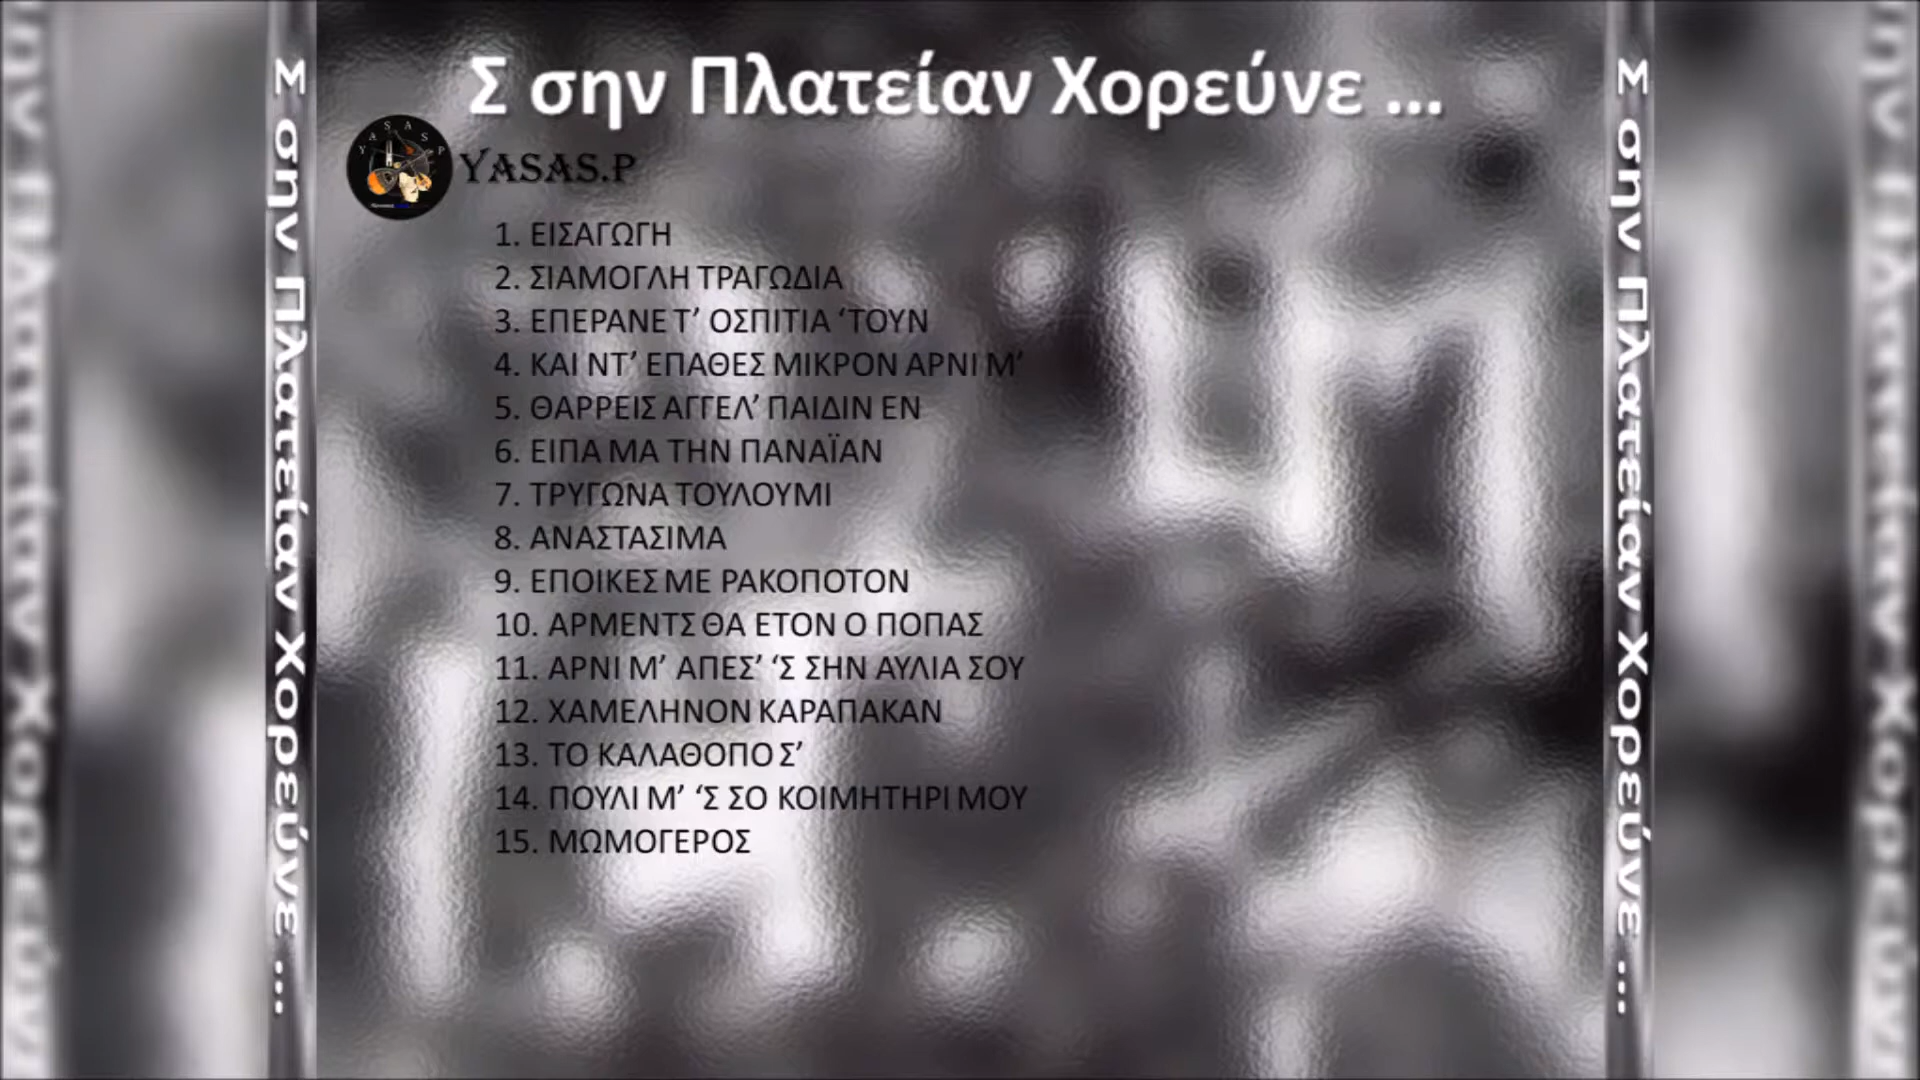 Σ σην Πλατείαν Χορεύνε ...
YASAS.P
YASASP
1. ΕΙΣΑΓΩΓΗ
2. ΣΙΑΜΟΓΛΗ ΤΡΑΓΩΔΙΑ
3. ΕΠΕΡΑΝΕ Τ’ ΟΣΠΙΤΙΑ ‘ΤΟΥΝ
4. ΚΑΙ ΝΤ’ ΕΠΑΘΕΣ ΜΙΚΡΟΝ ΑΡΝΙ Μ’
5. ΘΑΡΡΕΙΣ ΑΓΓΕΛ’ ΠΑΙΔΙΝ ΕΝ
6. ΕΙΠΑ ΜΑ ΤΗΝ ΠΑΝΑΪΑΝ
7. ΤΡΥΓΩΝΑ ΤΟΥΛΟΥΜΙ
8. ΑΝΑΣΤΑΣΙΜΑ
9. ΕΠΟΙΚΕΣ ΜΕ ΡΑΚΟΠΟΤΟΝ
10. ΑΡΜΕΝΤΣ ΘΑ ΕΤΟΝ Ο ΠΟΠΑΣ
11. ΑΡΝΙ Μ’ ΑΠΕΣ’ ‘Σ ΣΗΝ ΑΥΛΙΑ ΣΟΥ
12. ΧΑΜΕΛΗΝΟΝ ΚΑΡΑΠΑΚΑΝ
13. ΤΟ ΚΑΛΑΘΟΠΟ Σ’
14. ΠΟΥΛΙ Μ’ ‘Σ ΣΟ ΚΟΙΜΗΤΗΡΙ ΜΟΥ
15. ΜΩΜΟΓΕΡΟΣ
Σ σην Πλατείαν Χορεύνε ...
Σ σην Πλατείαν Χορεύνε ...